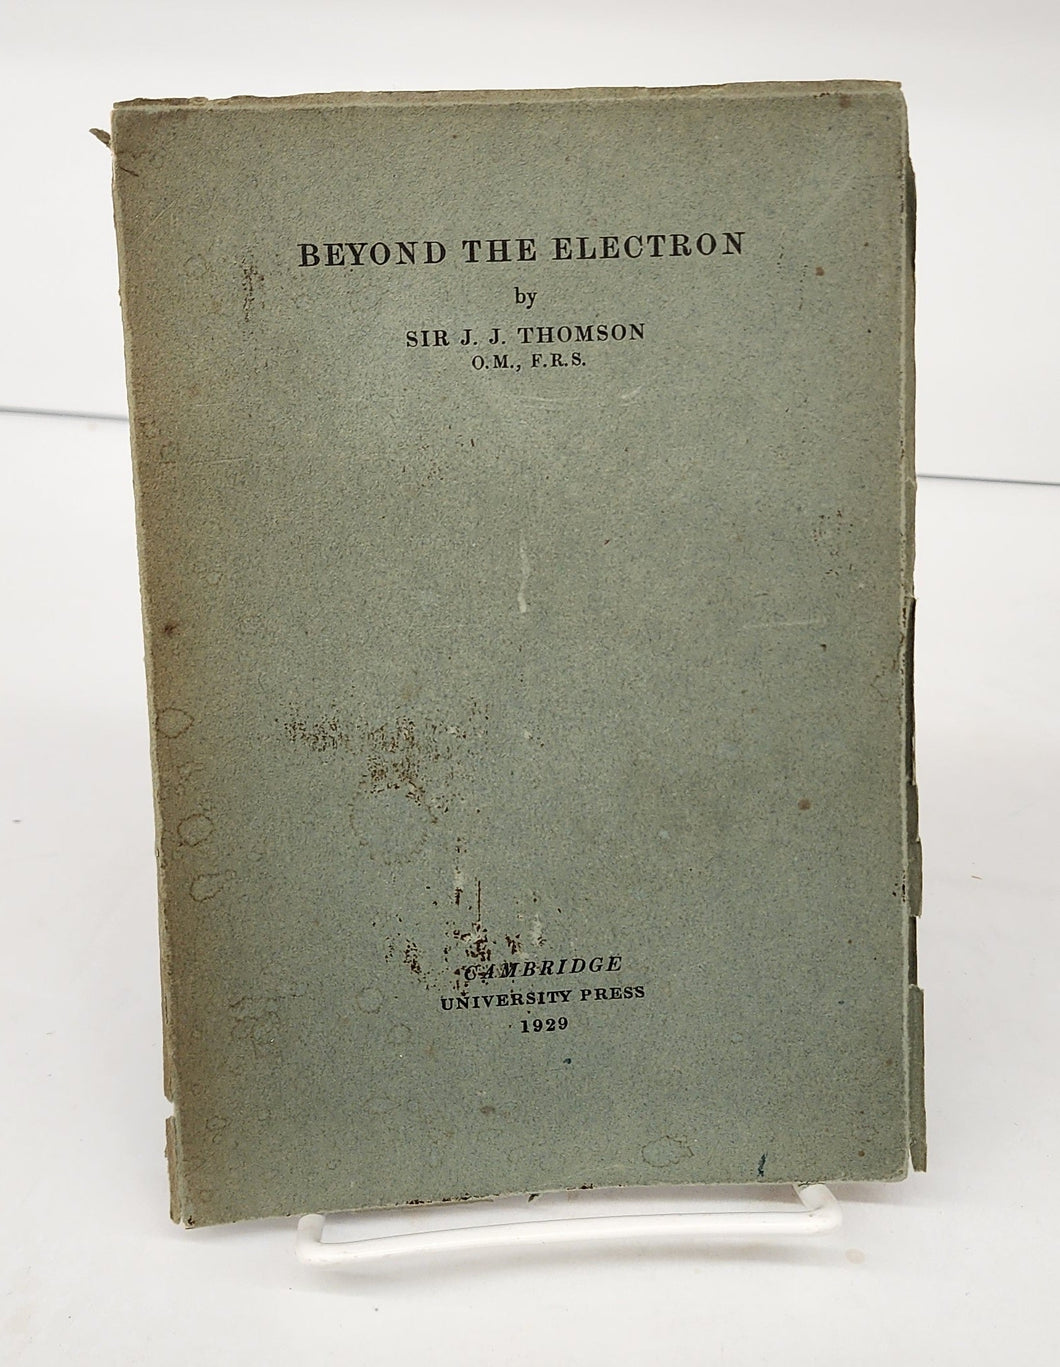 BEYOND THE ELECTRON
by
SIR J. J. THOMSON
O.M., F.R.S.
CAMBRIDGE
UNIVERSITY PRESS
1929